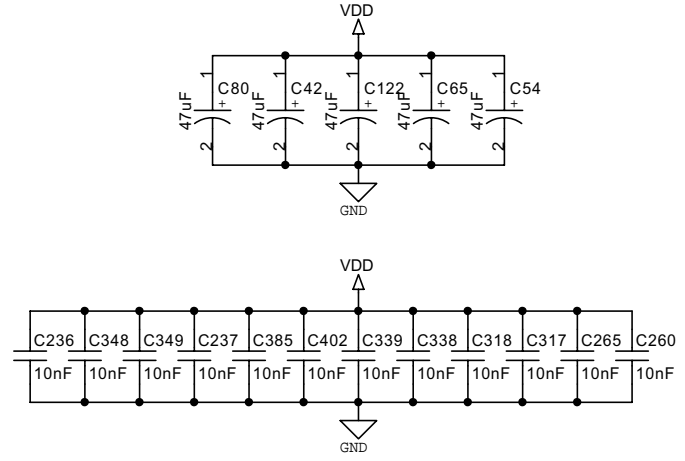 VDD
1 1 1 1 1
C80 C42 C122 C65 C54
+ + + + +
47uF 47uF 47uF 47uF 47uF
2 2 2 2 2
GND
VDD
C236 C348 C349 C237 C385 C402 C339 C338 C318 C317 C265 C260
10nF 10nF 10nF 10nF 10nF 10nF 10nF 10nF 10nF 10nF 10nF 10nF
GND